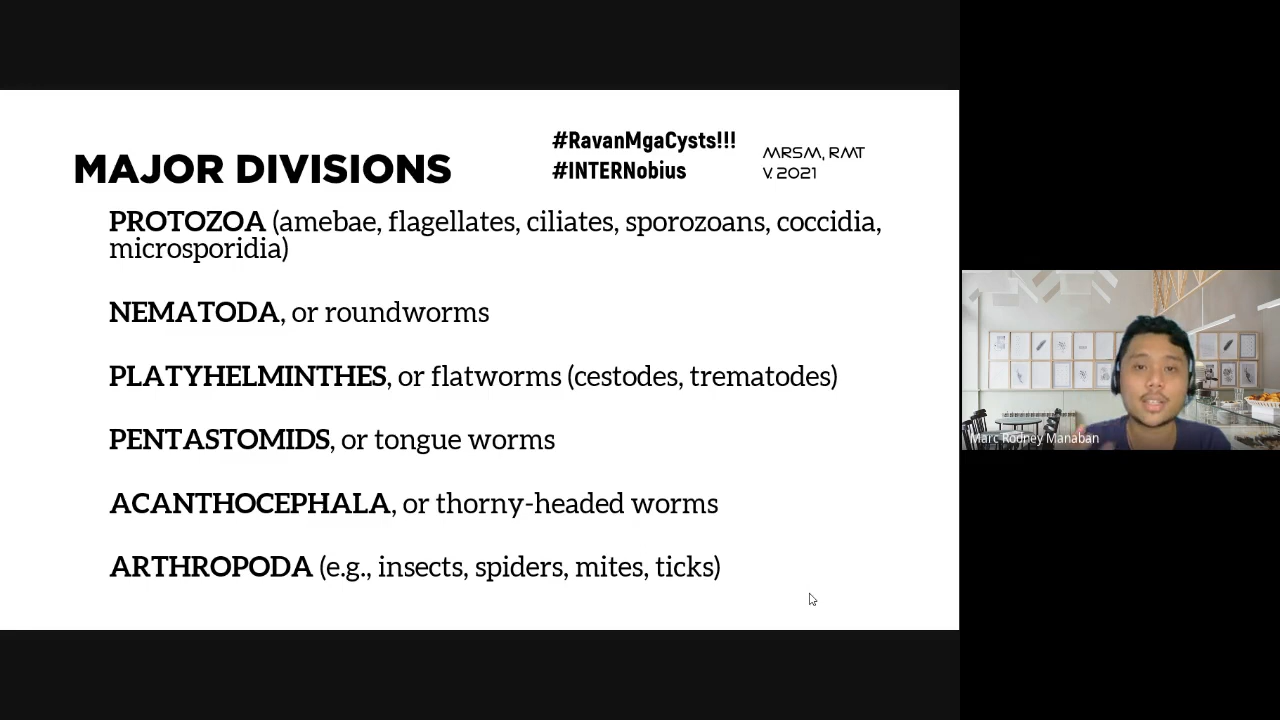 MAJOR DIVISIONS
#RavanMgaCysts!!!
#INTERNobius
MRSM, RMT
V. 2021
PROTOZOA (amebae, flagellates, ciliates, sporozoans, coccidia,
microsporidia)
NEMATODA, or roundworms
PLATYHELMINTHES, or flatworms (cestodes, trematodes)
PENTASTOMIDS, or tongue worms
ACANTHOCEPHALA, or thorny-headed worms
ARTHROPODA (e.g., insects, spiders, mites, ticks)
Marc Rodney Manaban